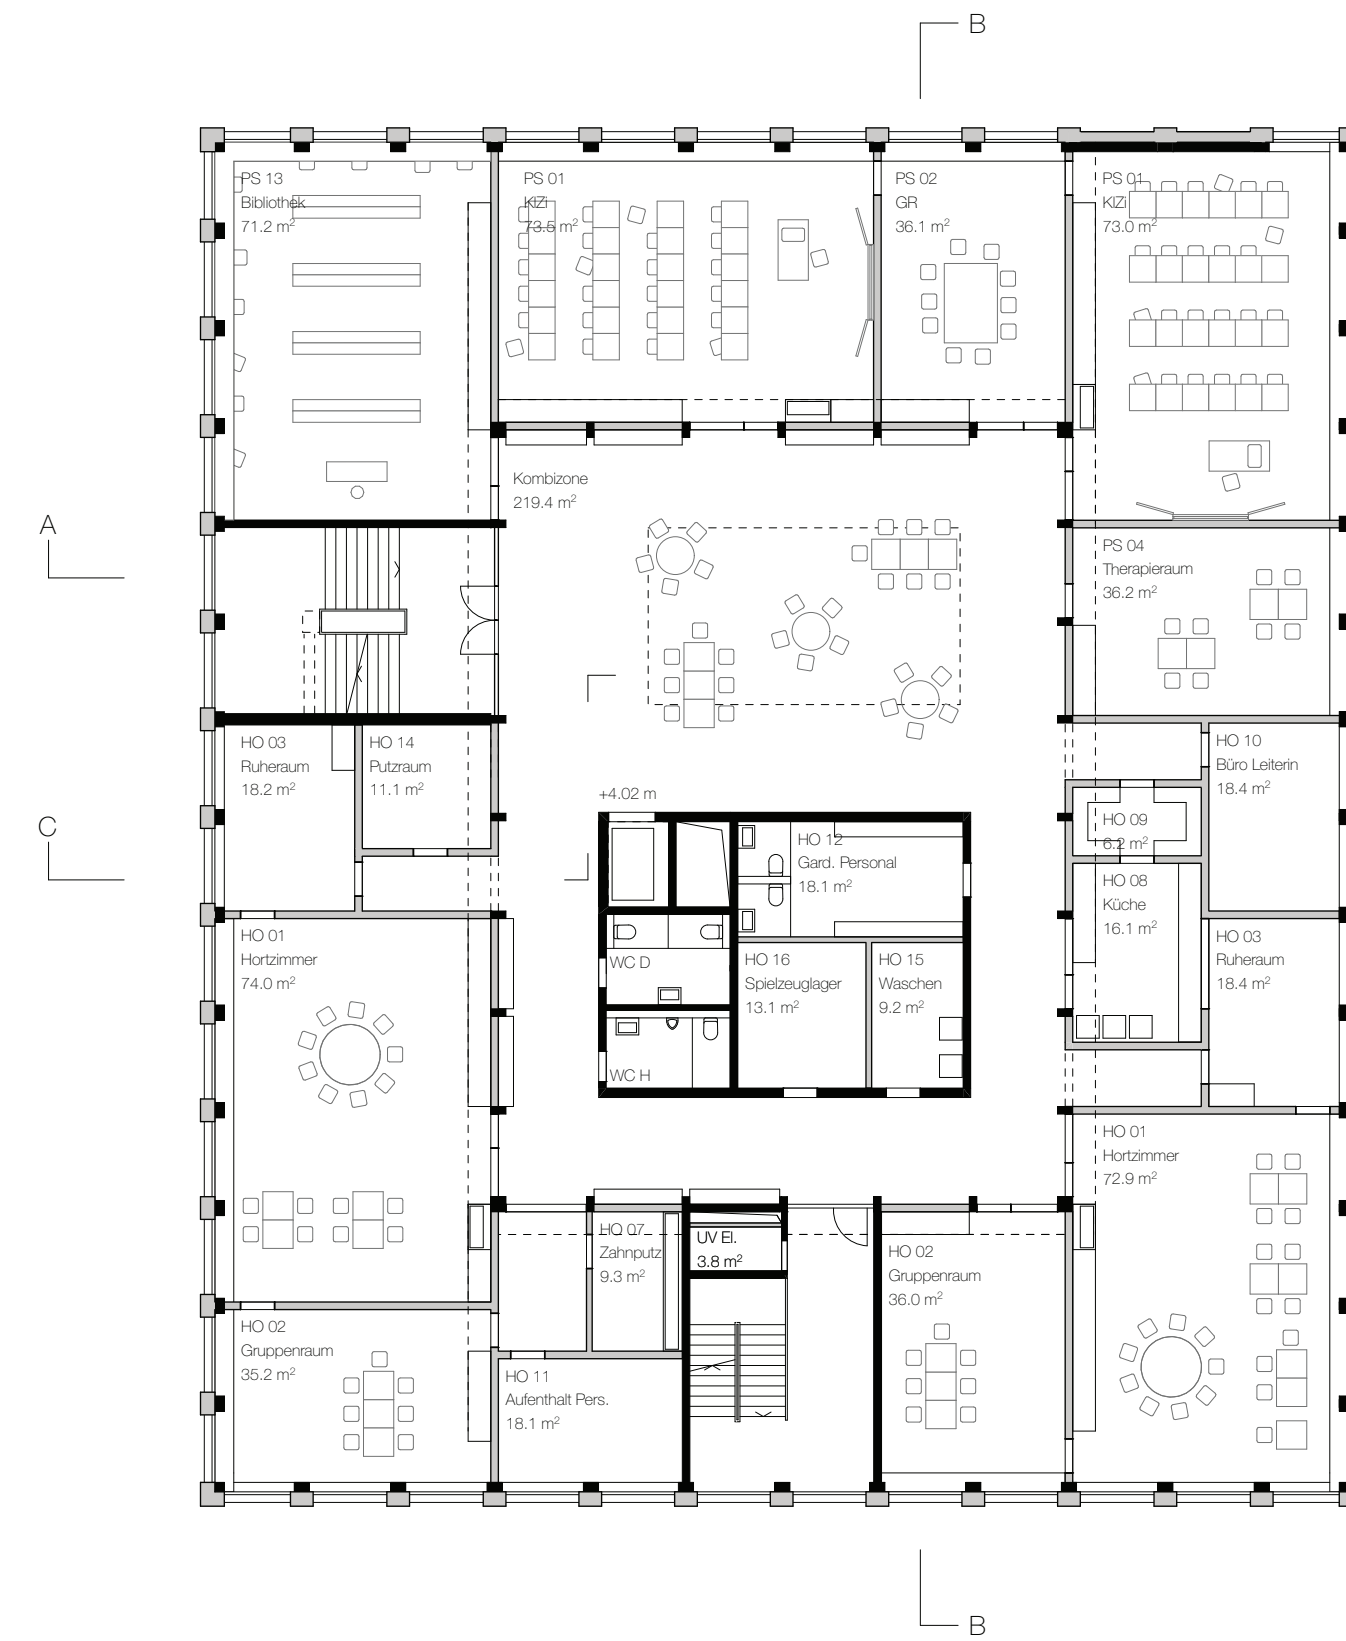 B
PS 13
Bibliothek
71.2 m²
PS 01
KlZi
73.5 m²
PS 02
GR
36.1 m²
PS 01
KlZi
73.0 m²
Kombizone
219.4 m²
A
PS 04
Therapieraum
36.2 m²
HO 03
Ruheraum
18.2 m²
HO 14
Putzraum
11.1 m²
HO 10
Büro Leiterin
18.4 m²
+4.02 m
C
HO 09
6.2 m²
HO 12
Gard. Personal
18.1 m²
HO 08
Küche
16.1 m²
HO 01
Hortzimmer
74.0 m²
WC D
HO 16
Spielzeuglager
13.1 m²
HO 15
Waschen
9.2 m²
HO 03
Ruheraum
18.4 m²
WC H
HO 01
Hortzimmer
72.9 m²
HO 07
Zahnputz
9.3 m²
UV El.
3.8 m²
HO 02
Gruppenraum
36.0 m²
HO 02
Gruppenraum
35.2 m²
HO 11
Aufenthalt Pers.
18.1 m²
B